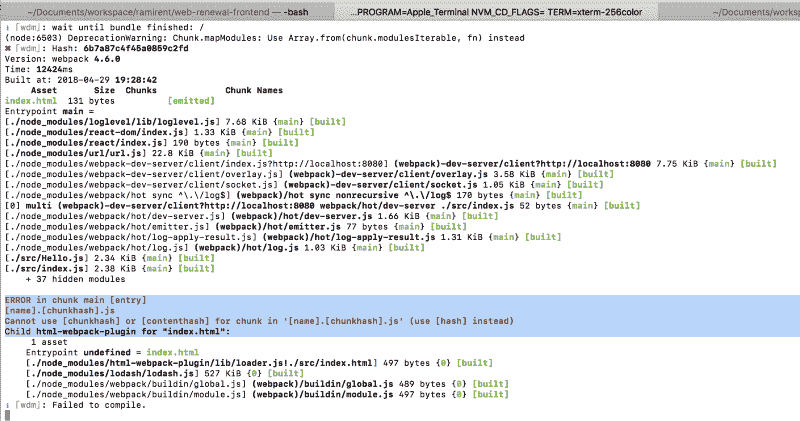 ~/Documents/workspace/ramirent/web-renewal-frontend — -bash
...PROGRAM=Apple_Terminal NVM_CD_FLAGS= TERM=xterm-256color
~/Documents/w
i ｢wdm｣: wait until bundle finished: /
(node:6503) DeprecationWarning: Chunk.mapModules: Use Array.from(chunk.modulesIterable, fn) instead
✖ ｢wdm｣: Hash: 6b7a87c4f45a0859c2fd
Version: webpack 4.6.0
Time: 12424ms
Built at: 2018-04-29 19:28:42
Asset Size Chunks Chunk Names
index.html 131 bytes [emitted]
Entrypoint main =
[./node_modules/loglevel/lib/loglevel.js] 7.68 KiB {main} [built]
[./node_modules/react-dom/index.js] 1.33 KiB {main} [built]
[./node_modules/react/index.js] 190 bytes {main} [built]
[./node_modules/url/url.js] 22.8 KiB {main} [built]
[./node_modules/webpack-dev-server/client/index.js?http://localhost:8080] (webpack)-dev-server/client?http://localhost:8080 7.75 KiB {main} [built]
[./node_modules/webpack-dev-server/client/overlay.js] (webpack)-dev-server/client/overlay.js 3.58 KiB {main} [built]
[./node_modules/webpack-dev-server/client/socket.js] (webpack)-dev-server/client/socket.js 1.05 KiB {main} [built]
[./node_modules/webpack/hot sync ^\.\/log$] (webpack)/hot sync nonrecursive ^\.\/log$ 170 bytes {main} [built]
[0] multi (webpack)-dev-server/client?http://localhost:8080 webpack/hot/dev-server ./src/index.js 52 bytes {main} [built]
[./node_modules/webpack/hot/dev-server.js] (webpack)/hot/dev-server.js 1.66 KiB {main} [built]
[./node_modules/webpack/hot/emitter.js] (webpack)/hot/emitter.js 77 bytes {main} [built]
[./node_modules/webpack/hot/log-apply-result.js] (webpack)/hot/log-apply-result.js 1.31 KiB {main} [built]
[./node_modules/webpack/hot/log.js] (webpack)/hot/log.js 1.03 KiB {main} [built]
[./src/Hello.js] 2.34 KiB {main} [built]
[./src/index.js] 2.38 KiB {main} [built]
+ 37 hidden modules
ERROR in chunk main [entry]
[name].[chunkhash].js
Cannot use [chunkhash] or [contenthash] for chunk in '[name].[chunkhash].js' (use [hash] instead)
Child html-webpack-plugin for "index.html":
1 asset
Entrypoint undefined = index.html
[./node_modules/html-webpack-plugin/lib/loader.js!./src/index.html] 497 bytes {0} [built]
[./node_modules/lodash/lodash.js] 527 KiB {0} [built]
[./node_modules/webpack/buildin/global.js] (webpack)/buildin/global.js 489 bytes {0} [built]
[./node_modules/webpack/buildin/module.js] (webpack)/buildin/module.js 497 bytes {0} [built]
i ｢wdm｣: Failed to compile.